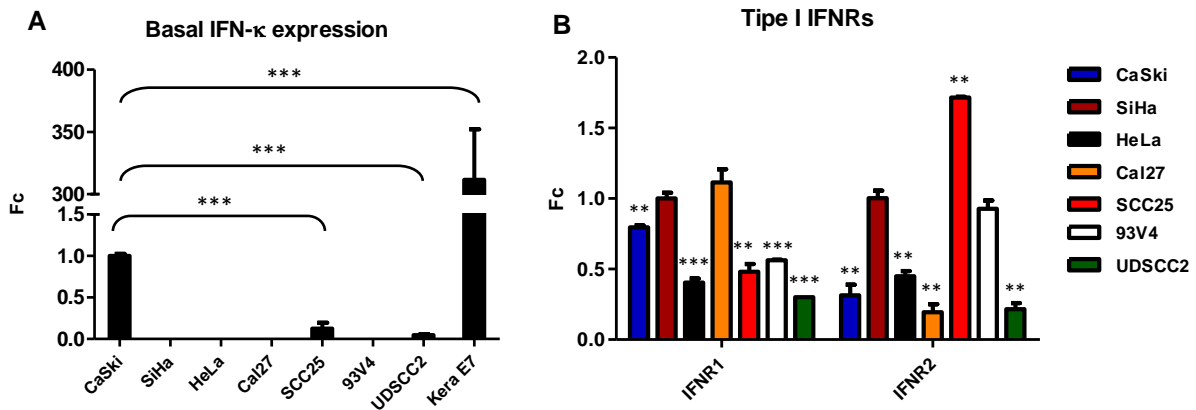 A
Basal IFN-κ expression
Fc
400
350
300
1.5
1.0
0.5
0.0
***
***
***
CaSki
SiHa
HeLa
Cal27
SCC25
93V4
UDSCC2
Kera E7
B
Tipe I IFNRs
Fc
2.0
1.5
1.0
0.5
0.0
**
***
**
***
***
**
**
**
**
**
IFNR1
IFNR2
CaSki
SiHa
HeLa
Cal27
SCC25
93V4
UDSCC2